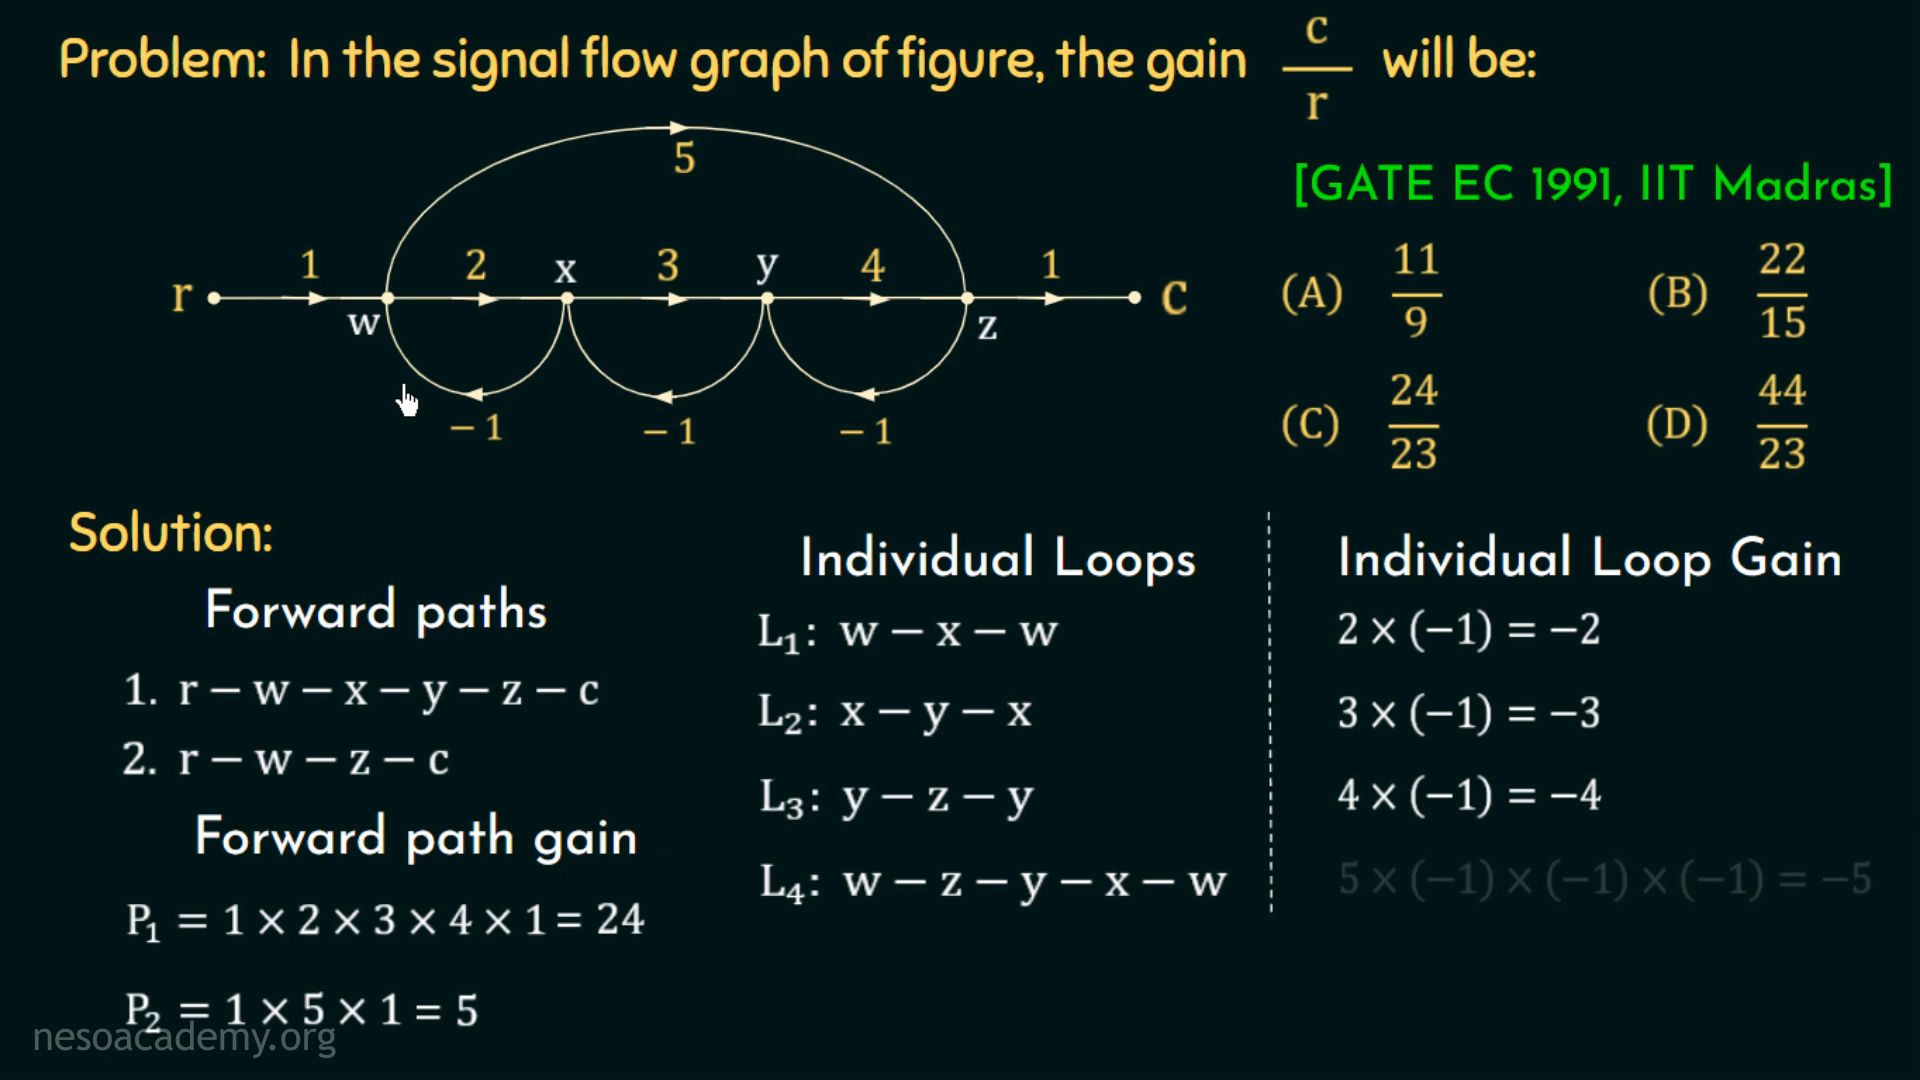 Problem: In the signal flow graph of figure, the gain c/r will be:
[GATE EC 1991, IIT Madras]
5
r 1 w 2 x 3 y 4 z 1 c
−1 −1 −1
(A) 11/9 (B) 22/15
(C) 24/23 (D) 44/23
Solution:
Forward paths
1. r − w − x − y − z − c
2. r − w − z − c
Forward path gain
P₁ = 1 × 2 × 3 × 4 × 1 = 24
P₂ = 1 × 5 × 1 = 5
Individual Loops
L₁: w − x − w
L₂: x − y − x
L₃: y − z − y
L₄: w − z − y − x − w
Individual Loop Gain
2 × (−1) = −2
3 × (−1) = −3
4 × (−1) = −4
5 × (−1) × (−1) × (−1) = −5
nesoacademy.org